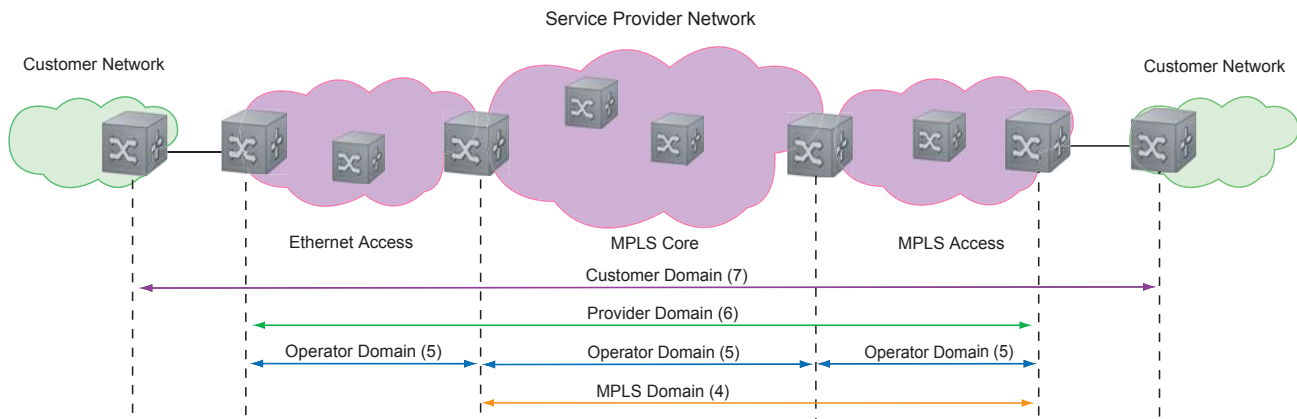 Service Provider Network
Customer Network
Customer Network
Ethernet Access
MPLS Core
MPLS Access
Customer Domain (7)
Provider Domain (6)
Operator Domain (5)
Operator Domain (5)
Operator Domain (5)
MPLS Domain (4)